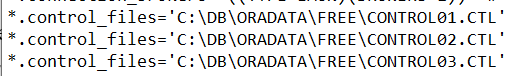 *.control_files='C:\DB\ORADATA\FREE\CONTROL01.CTL'
*.control_files='C:\DB\ORADATA\FREE\CONTROL02.CTL'
*.control_files='C:\DB\ORADATA\FREE\CONTROL03.CTL'